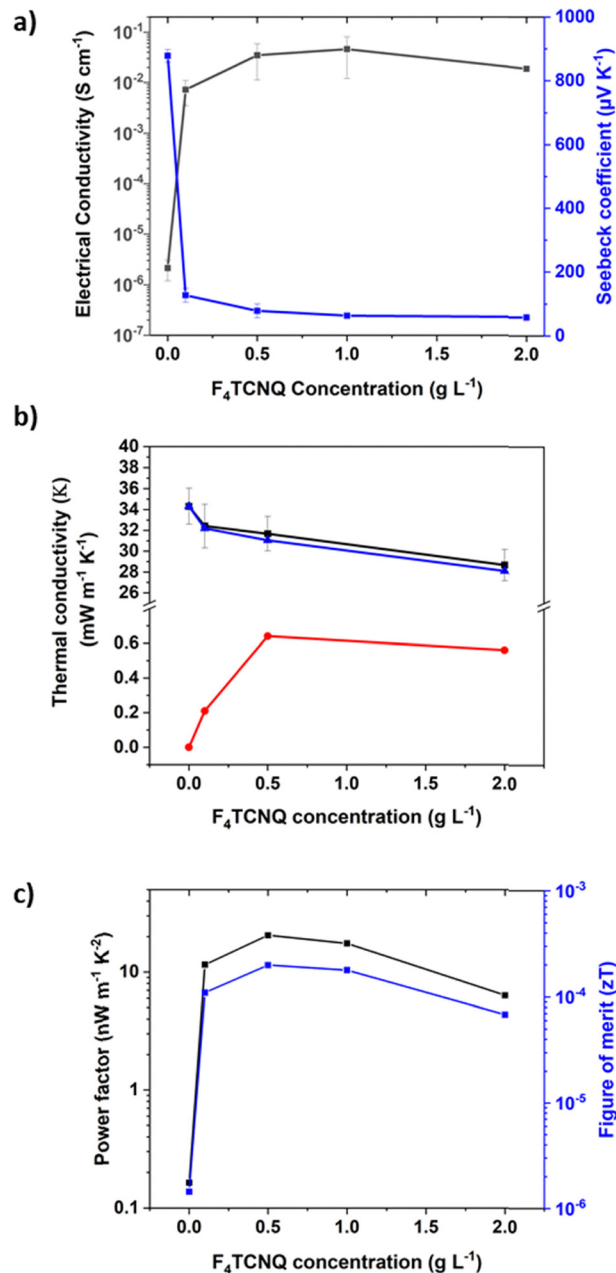 a)
Electrical Conductivity (S cm⁻¹)
10⁻¹
10⁻²
10⁻³
10⁻⁴
10⁻⁵
10⁻⁶
10⁻⁷
1000
800
600
400
200
0
Seebeck coefficient (µV K⁻¹)
0.0 0.5 1.0 1.5 2.0
F₄TCNQ Concentration (g L⁻¹)
b)
Thermal conductivity (K)
(mW m⁻¹ K⁻¹)
40
38
36
34
32
30
28
26
0.6
0.4
0.2
0.0
0.0 0.5 1.0 1.5 2.0
F₄TCNQ concentration (g L⁻¹)
c)
Power factor (nW m⁻¹ K⁻²)
10
1
0.1
10⁻³
10⁻⁴
10⁻⁵
10⁻⁶
Figure of merit (zT)
0.0 0.5 1.0 1.5 2.0
F₄TCNQ concentration (g L⁻¹)